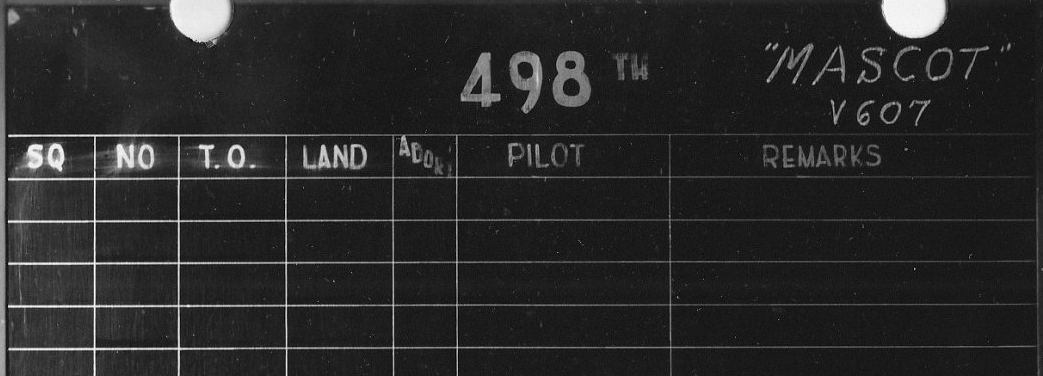 498 TH "MASCOT"
V607
SQ NO T.O. LAND ABORT PILOT REMARKS